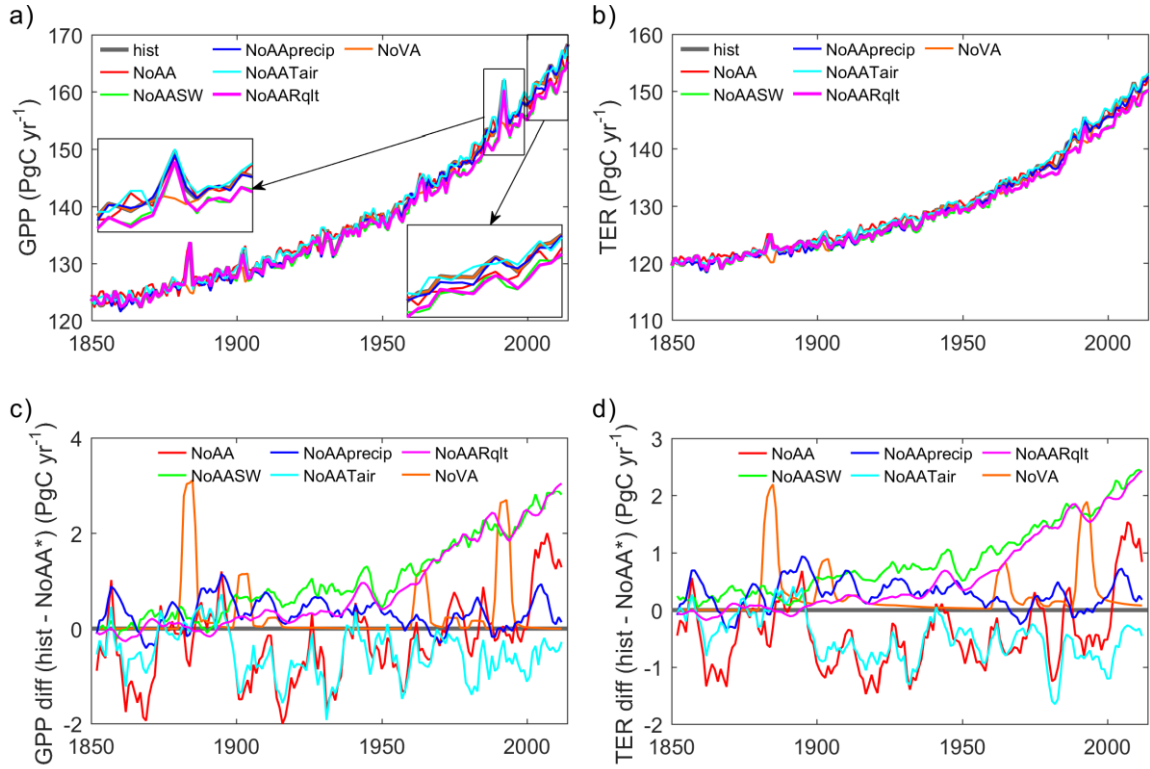 a)
GPP (PgC yr⁻¹)
170
160
150
140
130
120
1850 1900 1950 2000
hist NoAAprecip NoVA
NoAA NoAATair
NoAASW NoAARqlt
b)
TER (PgC yr⁻¹)
160
150
140
130
120
110
1850 1900 1950 2000
hist NoAAprecip NoVA
NoAA NoAATair
NoAASW NoAARqlt
c)
GPP diff (hist - NoAA*) (PgC yr⁻¹)
4
2
0
-2
1850 1900 1950 2000
NoAA NoAAprecip NoAARqlt
NoAASW NoAATair NoVA
d)
TER diff (hist - NoAA*) (PgC yr⁻¹)
3
2
1
0
-1
-2
1850 1900 1950 2000
NoAA NoAAprecip NoAARqlt
NoAASW NoAATair NoVA